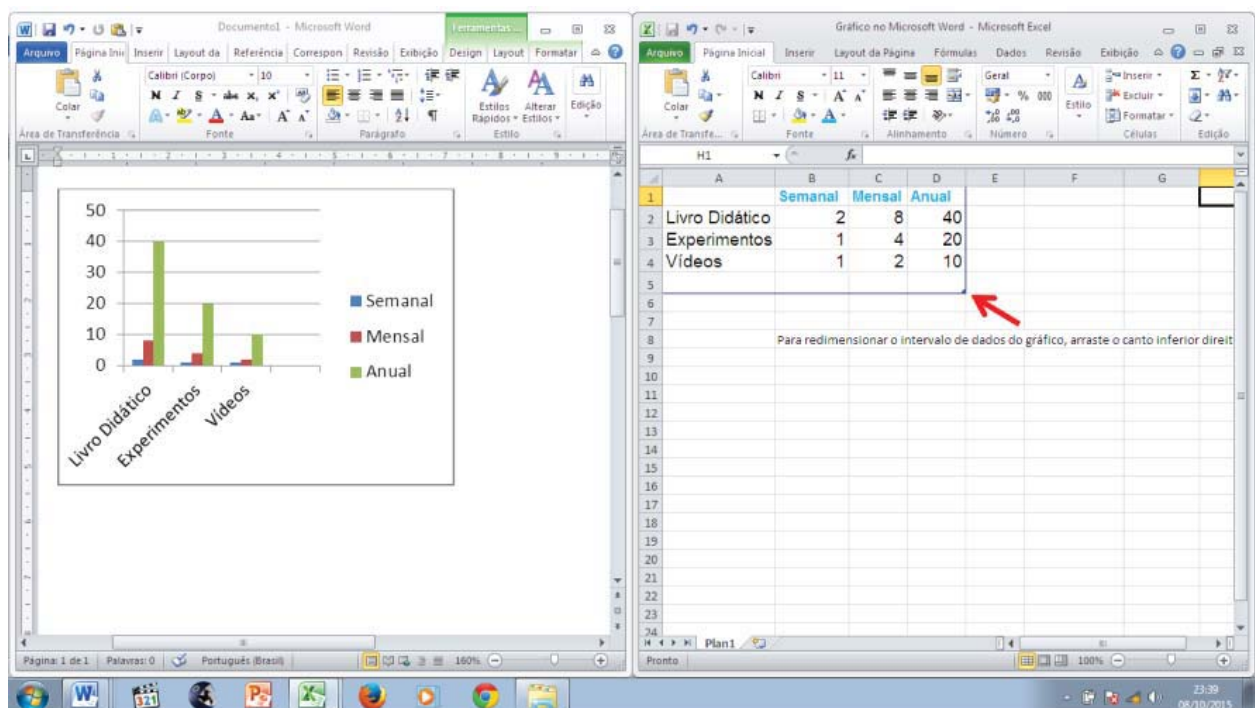 Documento1 - Microsoft Word
Ferramentas ...
Arquivo Página Inic Inserir Layout da Referência Correspon Revisão Exibição Design Layout Formatar
Calibri (Corpo) 10
Colar
N I S abc x, x²
Aa A A
Estilos Rápidos
Alterar Estilos
Edição
Área de Transferência Fonte Parágrafo Estilo
50
40
30
20
10
0
Livro Didático
Experimentos
Vídeos
Semanal
Mensal
Anual
Página: 1 de 1 Palavras: 0 Português (Brasil) 160%
Gráfico no Microsoft Word - Microsoft Excel
Arquivo Página Inicial Inserir Layout da Página Fórmulas Dados Revisão Exibição
Calibri 11
Colar
N I S A A
Geral
% 000
Estilo
Inserir
Excluir
Formatar
Área de Transfe... Fonte Alinhamento Número Células Edição
H1 fx
A B C D E F G
1 Semanal Mensal Anual
2 Livro Didático 2 8 40
3 Experimentos 1 4 20
4 Vídeos 1 2 10
5
6
7
8 Para redimensionar o intervalo de dados do gráfico, arraste o canto inferior direit
9
10
11
12
13
14
15
16
17
18
19
20
21
22
23
24
Plan1
Pronto 100%
23:39
08/10/2015